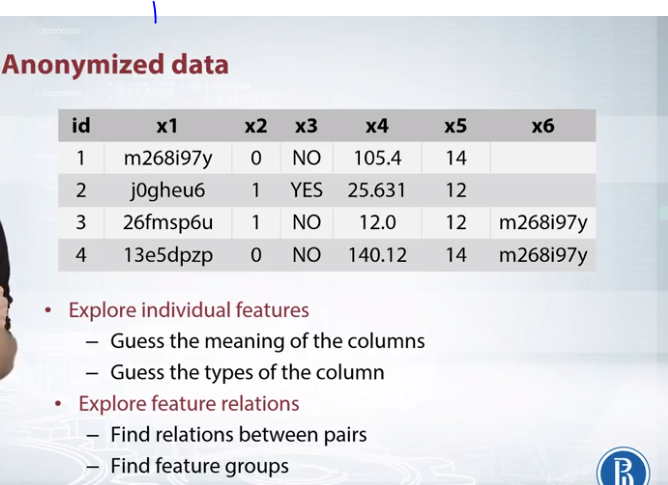 Anonymized data
id x1 x2 x3 x4 x5 x6
1 m268i97y 0 NO 105.4 14
2 j0gheu6 1 YES 25.631 12
3 26fmsp6u 1 NO 12.0 12 m268i97y
4 13e5dpzp 0 NO 140.12 14 m268i97y
• Explore individual features
– Guess the meaning of the columns
– Guess the types of the column
• Explore feature relations
– Find relations between pairs
– Find feature groups